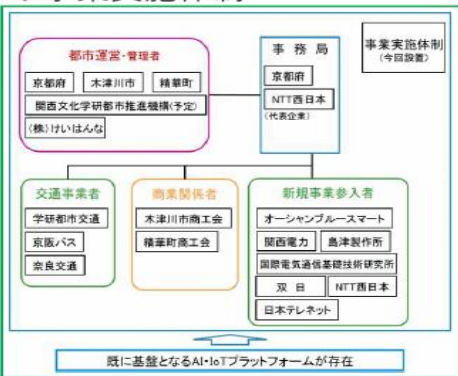 都市運営・管理者
京都府
木津川市
精華町
関西文化学研都市推進機構(予定)
(株)けいはんな
事務局
京都府
NTT西日本
(代表企業)
事業実施体制
(今回設置)
交通事業者
学研都市交通
京阪バス
奈良交通
商業関係者
木津川市商工会
精華町商工会
新規事業参入者
オーシャンブルースマート
関西電力
島津製作所
国際電気通信基礎技術研究所
双日
NTT西日本
日本テレネット
既に基盤となるAI・IoTプラットフォームが存在